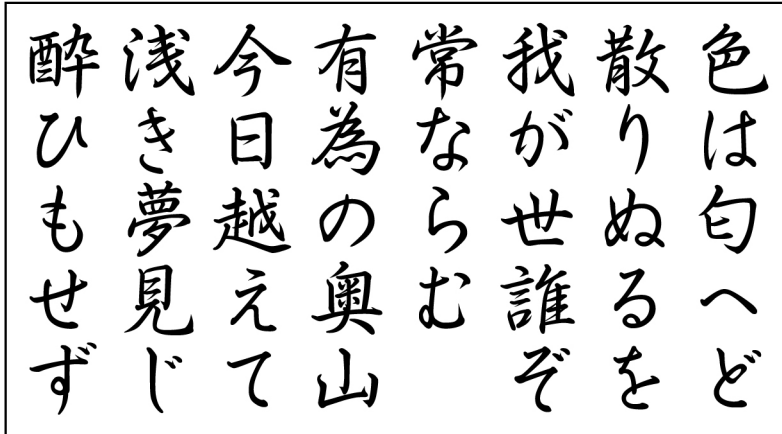 色は匂へど
散りぬるを
我が世誰ぞ
常ならむ
有為の奥山
今日越えて
浅き夢見じ
酔ひもせず